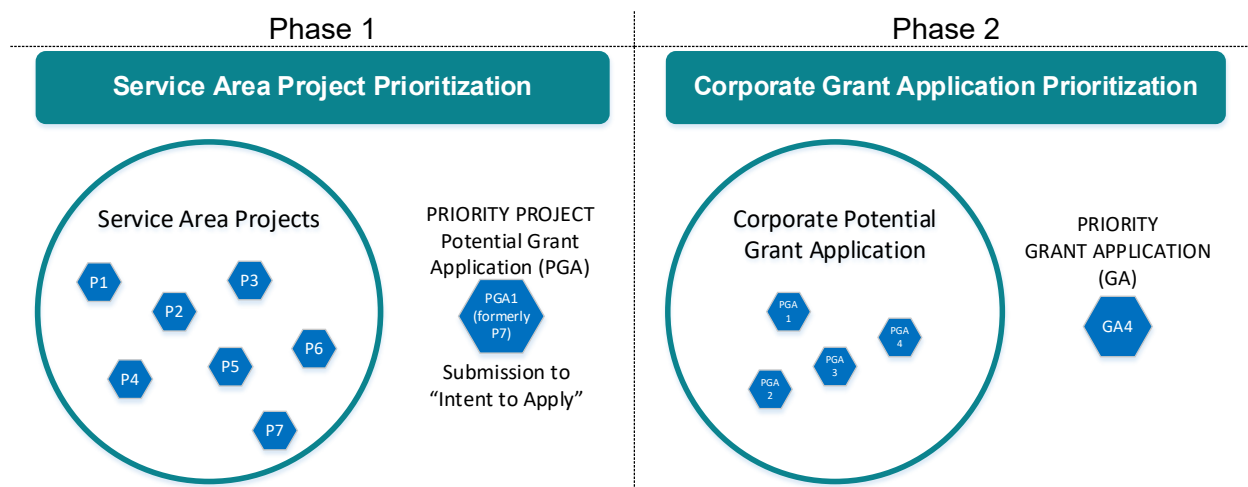 Phase 1
Service Area Project Prioritization
Service Area Projects
P1
P2
P3
P4
P5
P6
P7
PRIORITY PROJECT
Potential Grant
Application (PGA)
PGA1
(formerly
P7)
Submission to
“Intent to Apply”
Phase 2
Corporate Grant Application Prioritization
Corporate Potential
Grant Application
PGA
1
PGA
4
PGA
3
PGA
2
PRIORITY
GRANT APPLICATION
(GA)
GA4